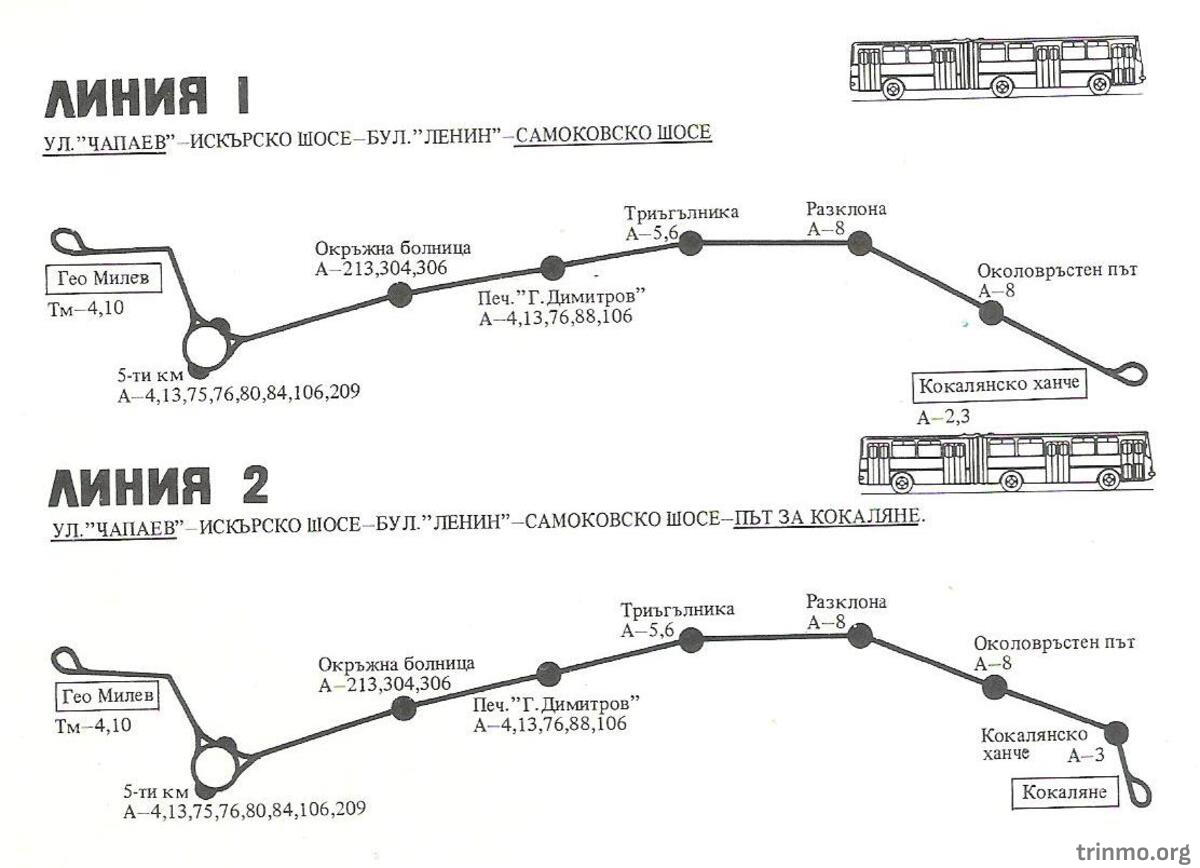 ЛИНИЯ 1
УЛ."ЧАПАЕВ"–ИСКЪРСКО ШОСЕ–БУЛ."ЛЕНИН"–САМОКОВСКО ШОСЕ
Триъгълника
А–5,6
Разклона
А–8
Окръжна болница
А–213,304,306
Гео Милев
Тм–4,10
Печ."Г.Димитров"
А–4,13,76,88,106
Околовръстен път
А–8
5-ти км
А–4,13,75,76,80,84,106,209
Кокалянско ханче
А–2,3
ЛИНИЯ 2
УЛ."ЧАПАЕВ"–ИСКЪРСКО ШОСЕ–БУЛ."ЛЕНИН"–САМОКОВСКО ШОСЕ–ПЪТ ЗА КОКАЛЯНЕ.
Триъгълника
А–5,6
Разклона
А–8
Окръжна болница
А–213,304,306
Околовръстен път
А–8
Гео Милев
Тм–4,10
Печ."Г.Димитров"
А–4,13,76,88,106
Кокалянско
ханче А–3
5-ти км
А–4,13,75,76,80,84,106,209
Кокаляне
trinmo.org